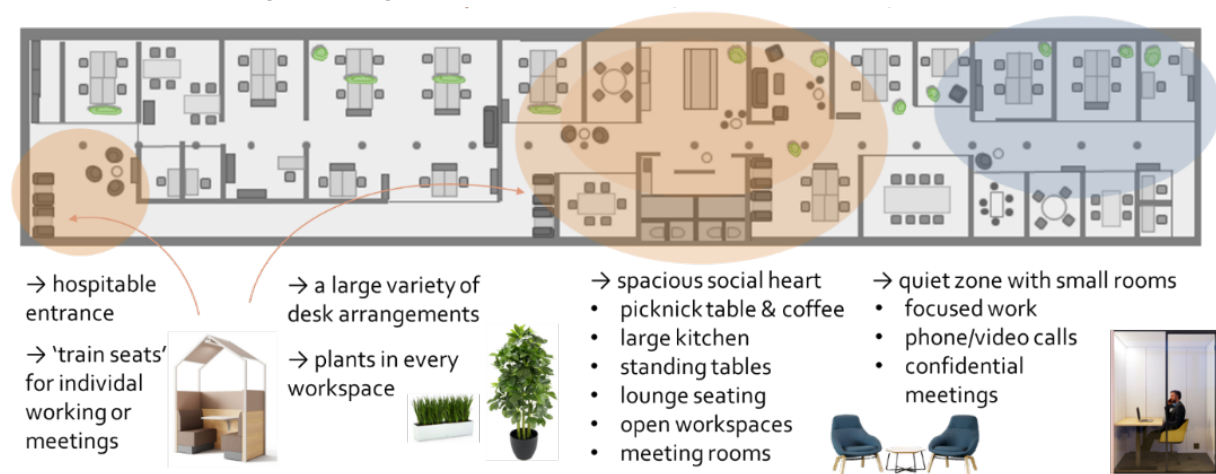 → hospitable
entrance
→ ‘train seats’
for individal
working or
meetings
→ a large variety of
desk arrangements
→ plants in every
workspace
→ spacious social heart
• picknick table & coffee
• large kitchen
• standing tables
• lounge seating
• open workspaces
• meeting rooms
→ quiet zone with small rooms
• focused work
• phone/video calls
• confidential
meetings